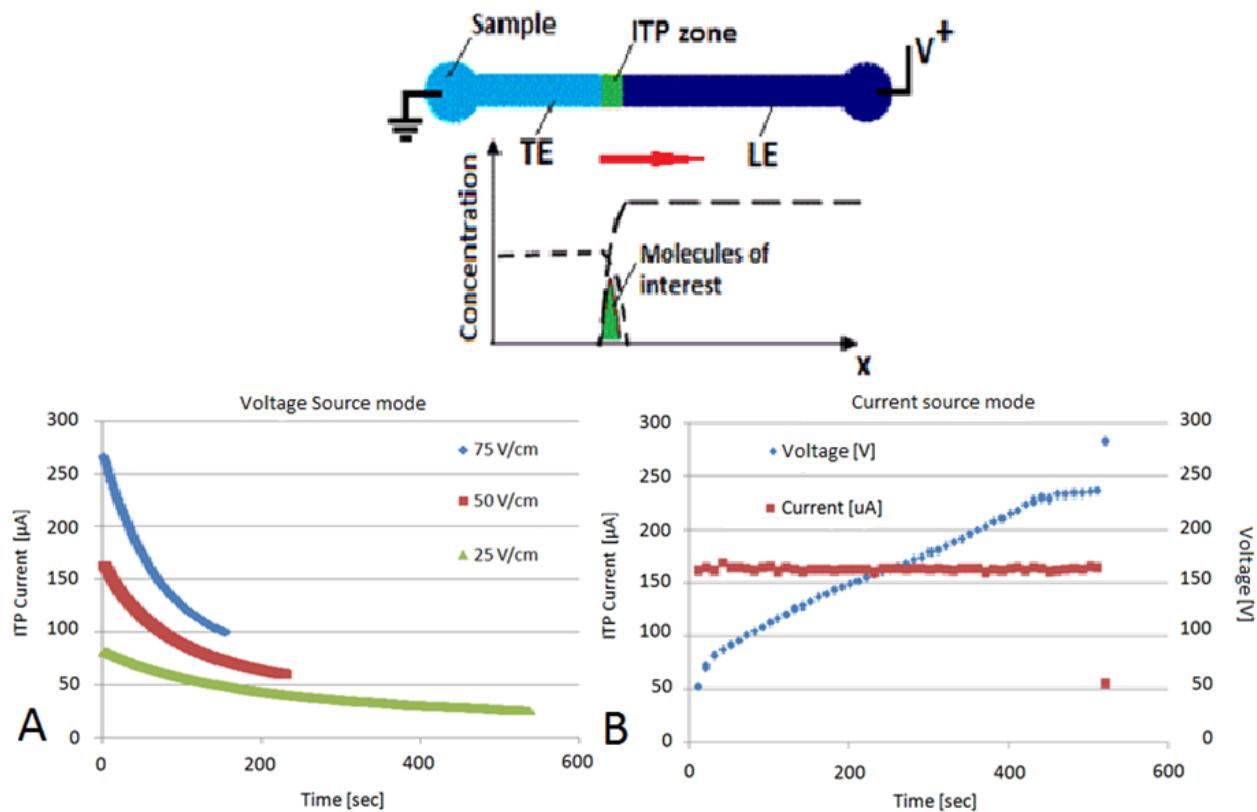 Sample
ITP zone
V+
TE
LE
Concentration
Molecules of
interest
x
Voltage Source mode
300
250
200
150
100
50
0
ITP Current [µA]
75 V/cm
50 V/cm
25 V/cm
A
0
200
400
600
Time [sec]
Current source mode
300
250
200
150
100
50
0
ITP Current [µA]
Voltage [V]
Current [uA]
300
250
200
150
100
50
0
Voltage [V]
B
0
200
400
600
Time [sec]